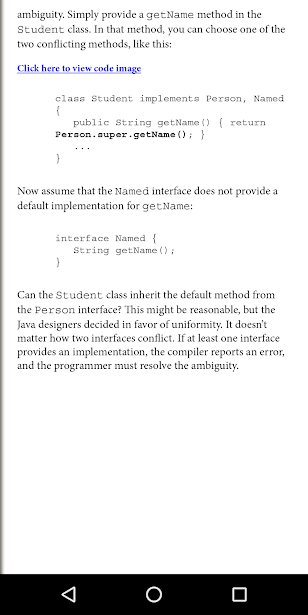 ambiguity. Simply provide a getName method in the
Student class. In that method, you can choose one of the
two conflicting methods, like this:
Click here to view code image
class Student implements Person, Named
{
public String getName() { return
Person.super.getName(); }
...
}
Now assume that the Named interface does not provide a
default implementation for getName:
interface Named {
String getName();
}
Can the Student class inherit the default method from
the Person interface? This might be reasonable, but the
Java designers decided in favor of uniformity. It doesn't
matter how two interfaces conflict. If at least one interface
provides an implementation, the compiler reports an error,
and the programmer must resolve the ambiguity.